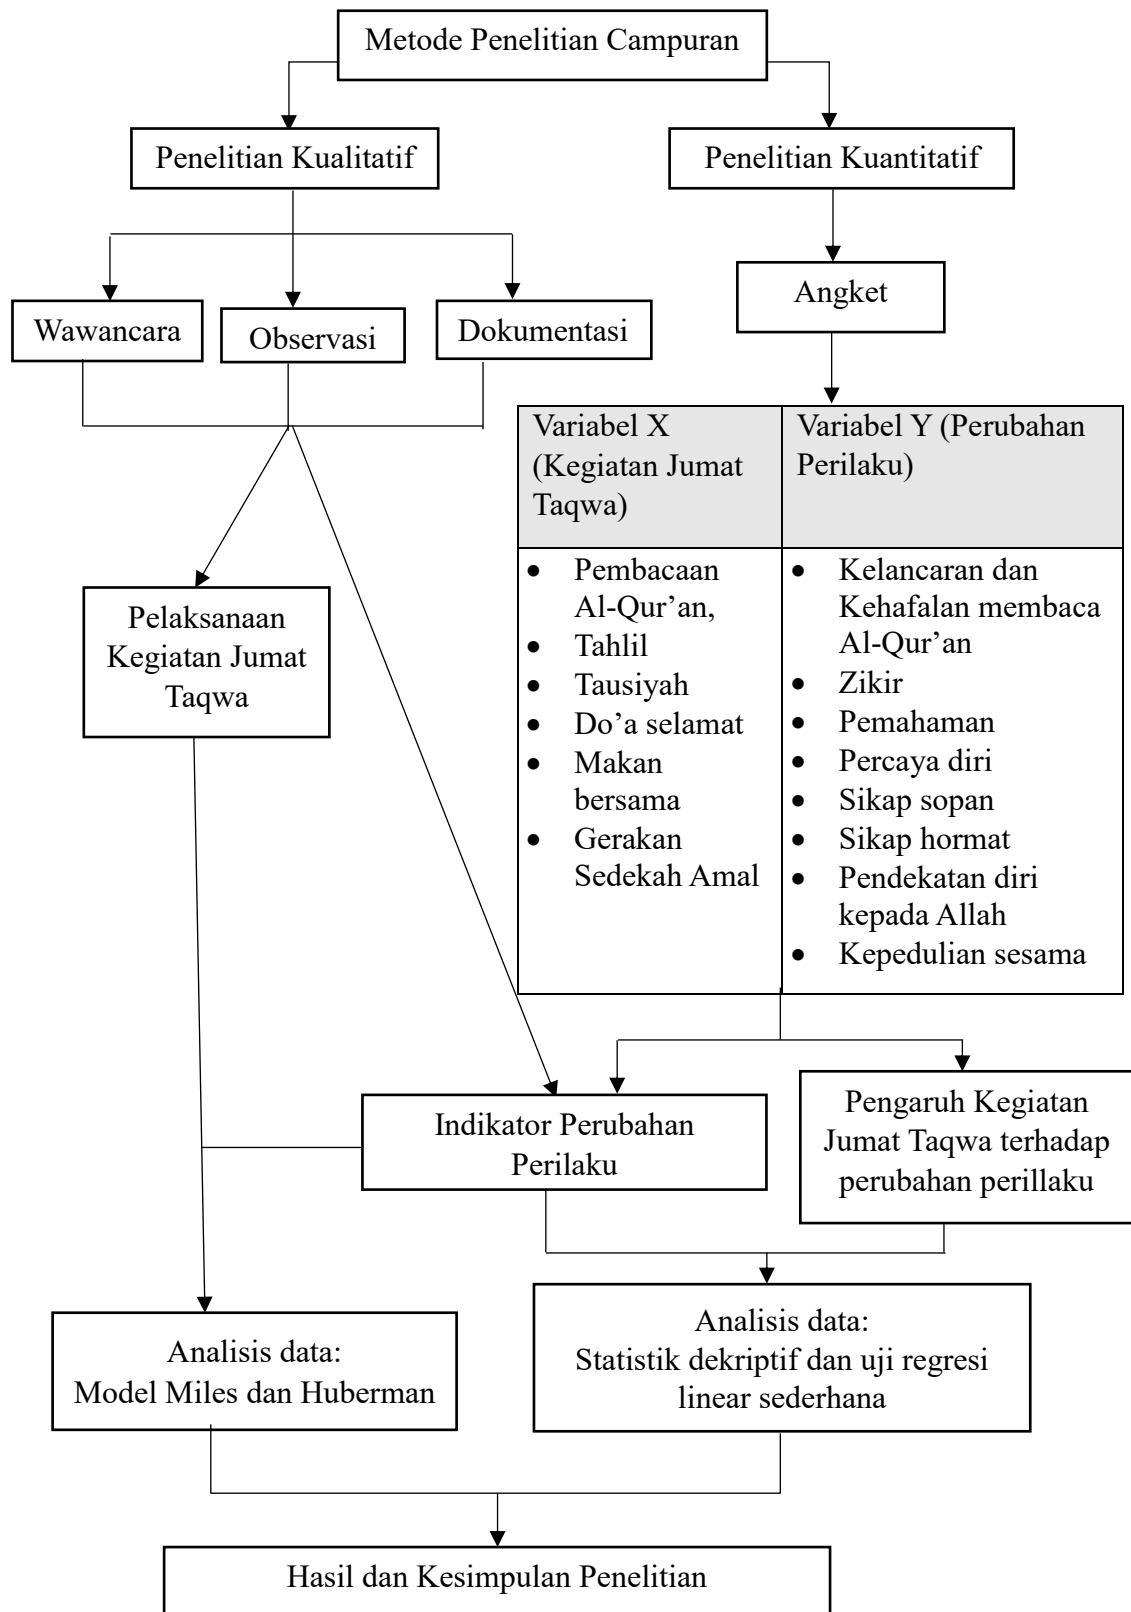 Metode Penelitian Campuran
Penelitian Kualitatif
Penelitian Kuantitatif
Wawancara
Observasi
Dokumentasi
Angket
Variabel X
(Kegiatan Jumat
Taqwa)
Variabel Y (Perubahan
Perilaku)
• Pembacaan
Al-Qur’an,
• Tahlil
• Tausiyah
• Do’a selamat
• Makan
bersama
• Gerakan
Sedekah Amal
• Kelancaran dan
Kehafalan membaca
Al-Qur’an
• Zikir
• Pemahaman
• Percaya diri
• Sikap sopan
• Sikap hormat
• Pendekatan diri
kepada Allah
• Kepedulian sesama
Pelaksanaan
Kegiatan Jumat
Taqwa
Indikator Perubahan
Perilaku
Pengaruh Kegiatan
Jumat Taqwa terhadap
perubahan perillaku
Analisis data:
Model Miles dan Huberman
Analisis data:
Statistik dekriptif dan uji regresi
linear sederhana
Hasil dan Kesimpulan Penelitian